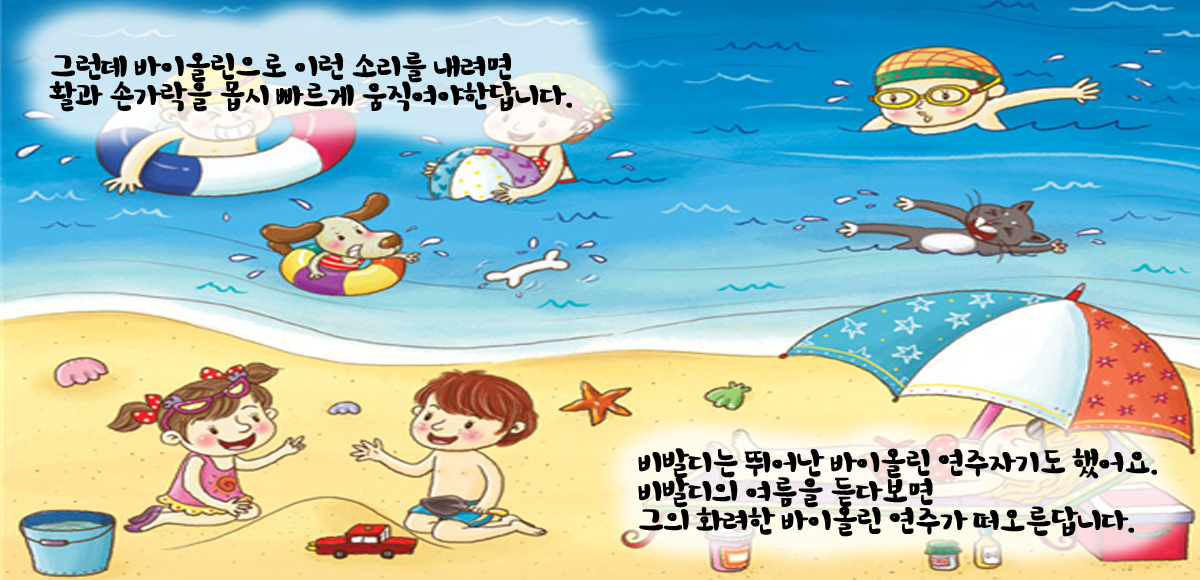 그런데 바이올린으로 이런 소리를 내려면
활과 손가락을 몹시 빠르게 움직여야한답니다.
비발디는 뛰어난 바이올린 연주자기도 했어요.
비발디의 여름을 듣다보면
그의 화려한 바이올린 연주가 떠오른답니다.